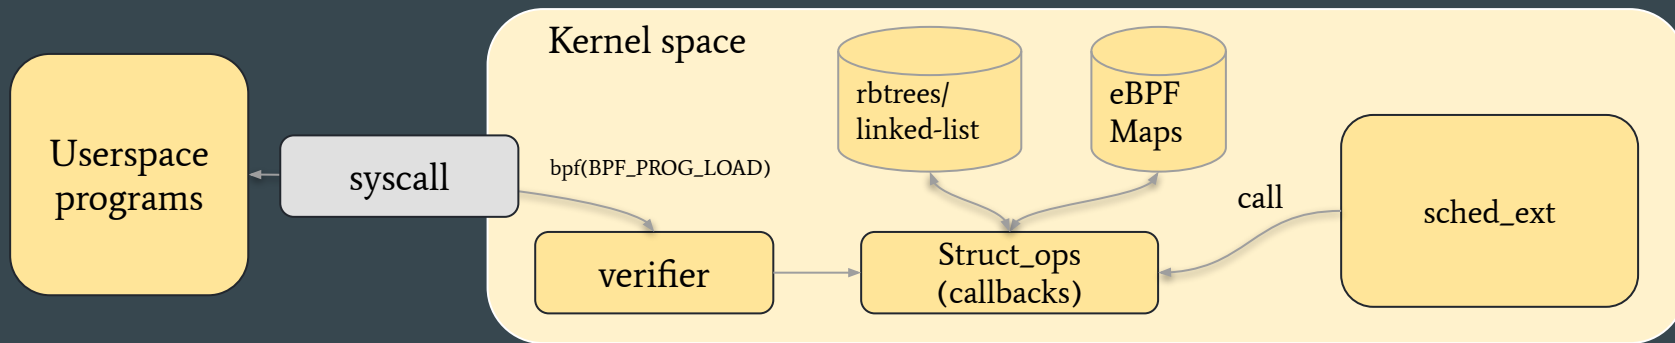 Kernel space
Userspace
programs
syscall
bpf(BPF_PROG_LOAD)
verifier
rbtrees/
linked-list
eBPF
Maps
Struct_ops
(callbacks)
call
sched_ext